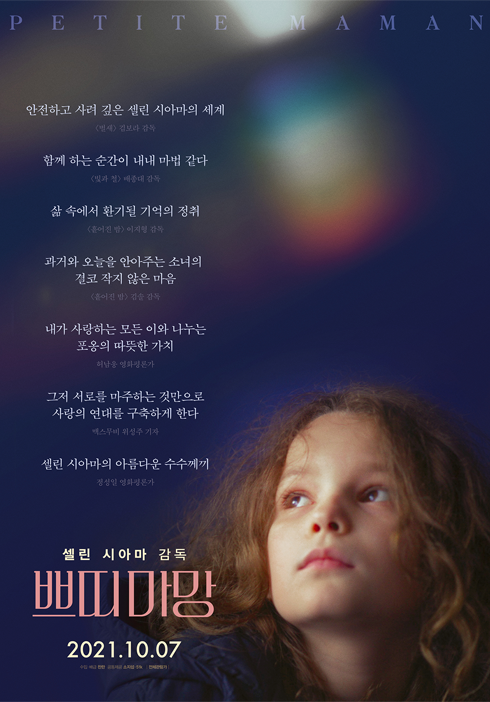 PETITE MAMAN
안전하고 사려 깊은 셀린 시아마의 세계
<벌새> 김보라 감독
함께 하는 순간이 내내 마법 같다
<빛과 철> 배종대 감독
삶 속에서 환기될 기억의 정취
<흩어진 밤> 이지형 감독
과거와 오늘을 안아주는 소녀의
결코 작지 않은 마음
<흩어진 밤> 김솔 감독
내가 사랑하는 모든 이와 나누는
포옹의 따뜻한 가치
허남웅 영화평론가
그저 서로를 마주하는 것만으로
사랑의 연대를 구축하게 한다
맥스무비 위성주 기자
셀린 시아마의 아름다운 수수께끼
정성일 영화평론가
셀린 시아마 감독
쁘띠 마망
2021.10.07